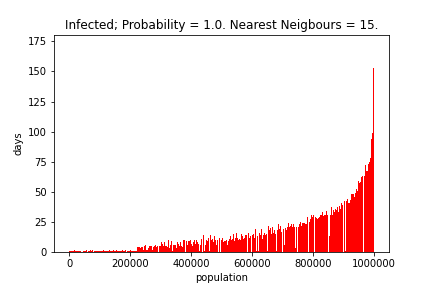 Infected; Probability = 1.0. Nearest Neigbours = 15.
175
150
125
100
75
50
25
0
days
0 200000 400000 600000 800000 1000000
population